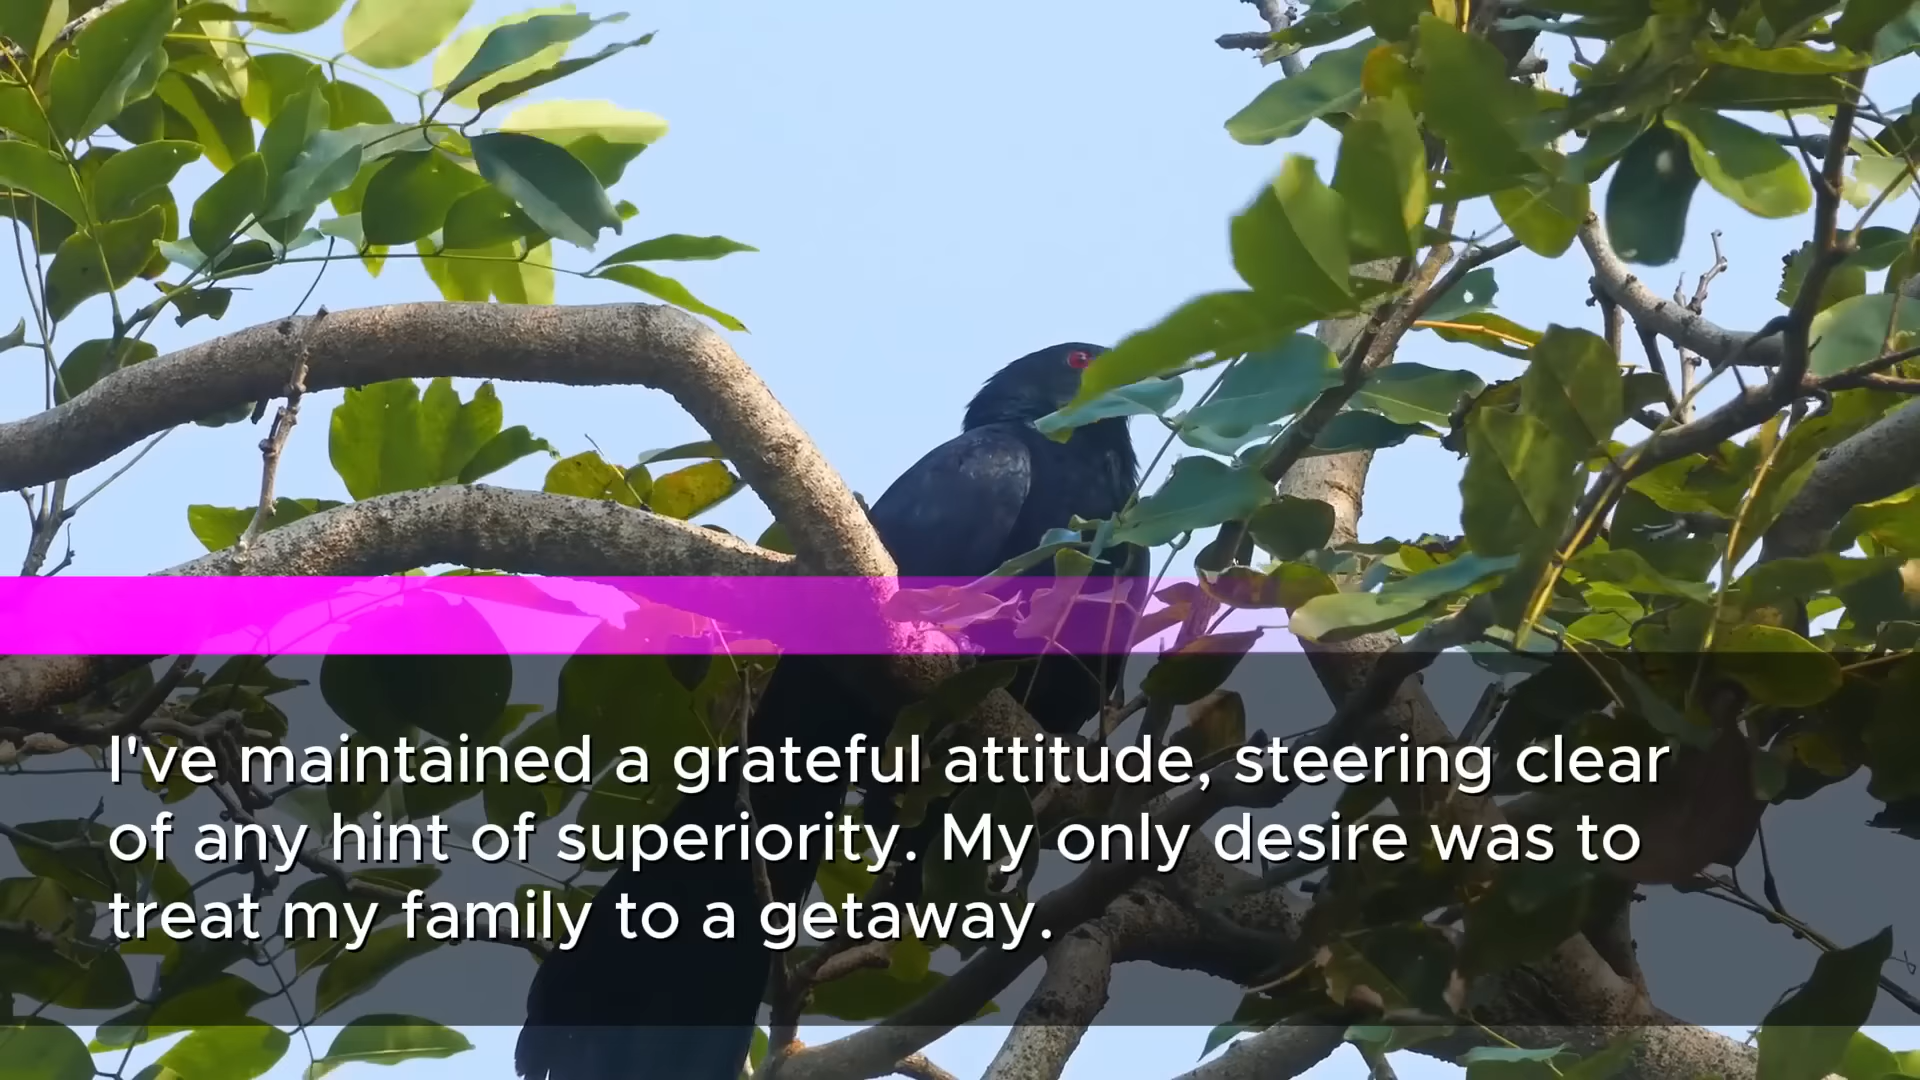 I've maintained a grateful attitude, steering clear
of any hint of superiority. My only desire was to
treat my family to a getaway.